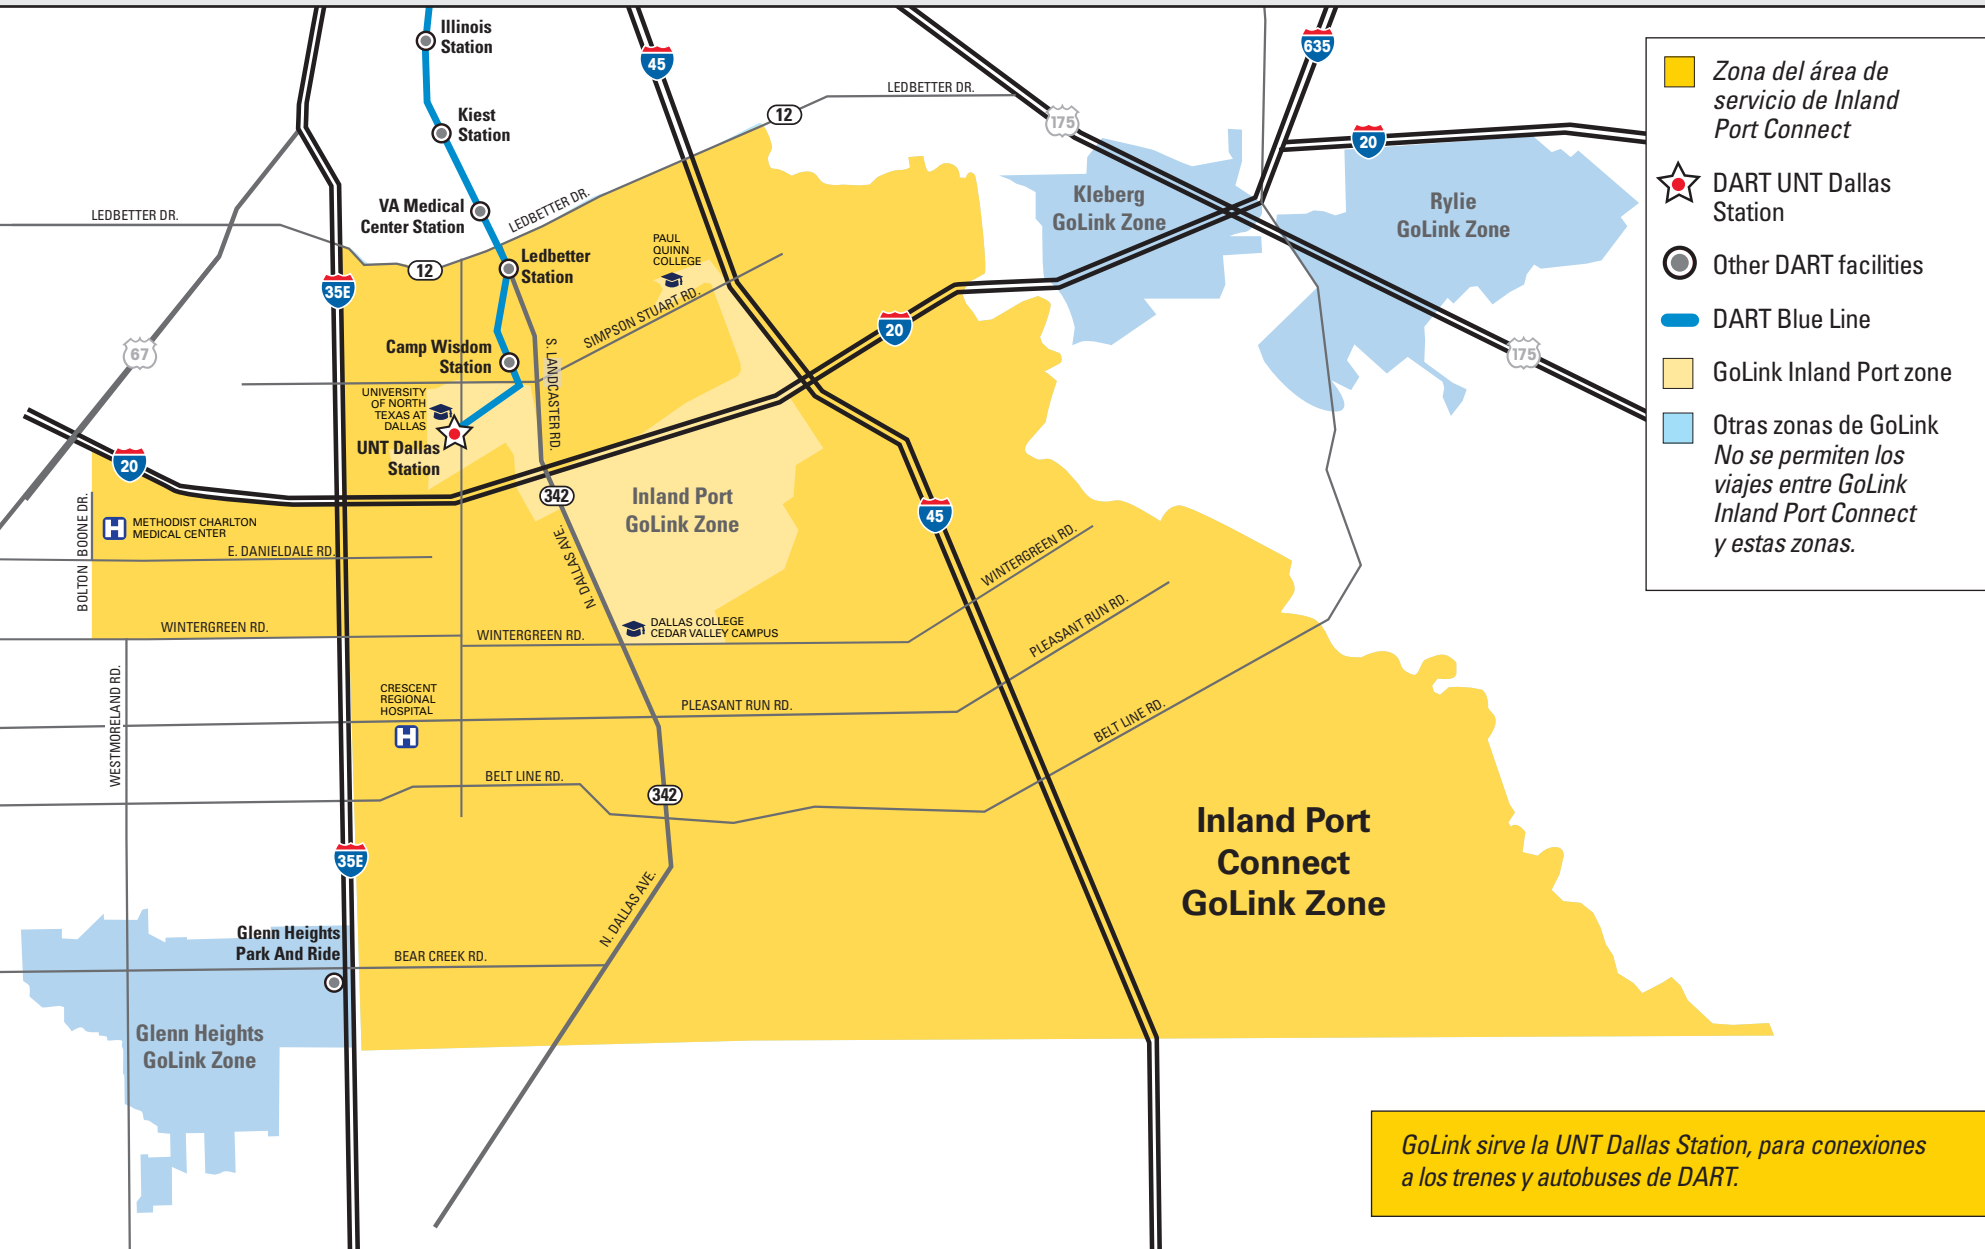 Illinois
Station
45
635
Kiest
Station
LEDBETTER DR.
12
175
20
VA Medical
Center Station
LEDBETTER DR.
LEDBETTER DR.
Kleberg
GoLink Zone
Rylie
GoLink Zone
PAUL
QUINN
COLLEGE
12
Ledbetter
Station
35E
SIMPSON STUART RD.
20
67
Camp Wisdom
Station
S. LANDCASTER RD.
175
UNIVERSITY
OF NORTH
TEXAS AT
DALLAS
UNT Dallas
Station
20
342
Inland Port
GoLink Zone
45
BOLTON BOONE DR.
METHODIST CHARLTON
MEDICAL CENTER
E. DANIELDALE RD.
N. DALLAS AVE.
WINTERGREEN RD.
WINTERGREEN RD.
WINTERGREEN RD.
DALLAS COLLEGE
CEDAR VALLEY CAMPUS
PLEASANT RUN RD.
WESTMORELAND RD.
CRESCENT
REGIONAL
HOSPITAL
PLEASANT RUN RD.
BELT LINE RD.
BELT LINE RD.
342
35E
Inland Port
Connect
GoLink Zone
N. DALLAS AVE.
Glenn Heights
Park And Ride
BEAR CREEK RD.
Glenn Heights
GoLink Zone
Zona del área de
servicio de Inland
Port Connect
DART UNT Dallas
Station
Other DART facilities
DART Blue Line
GoLink Inland Port zone
Otras zonas de GoLink
No se permiten los
viajes entre GoLink
Inland Port Connect
y estas zonas.
GoLink sirve la UNT Dallas Station, para conexiones
a los trenes y autobuses de DART.
H
H